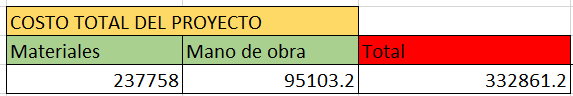 COSTO TOTAL DEL PROYECTO
Materiales Mano de obra Total
237758 95103.2 332861.2